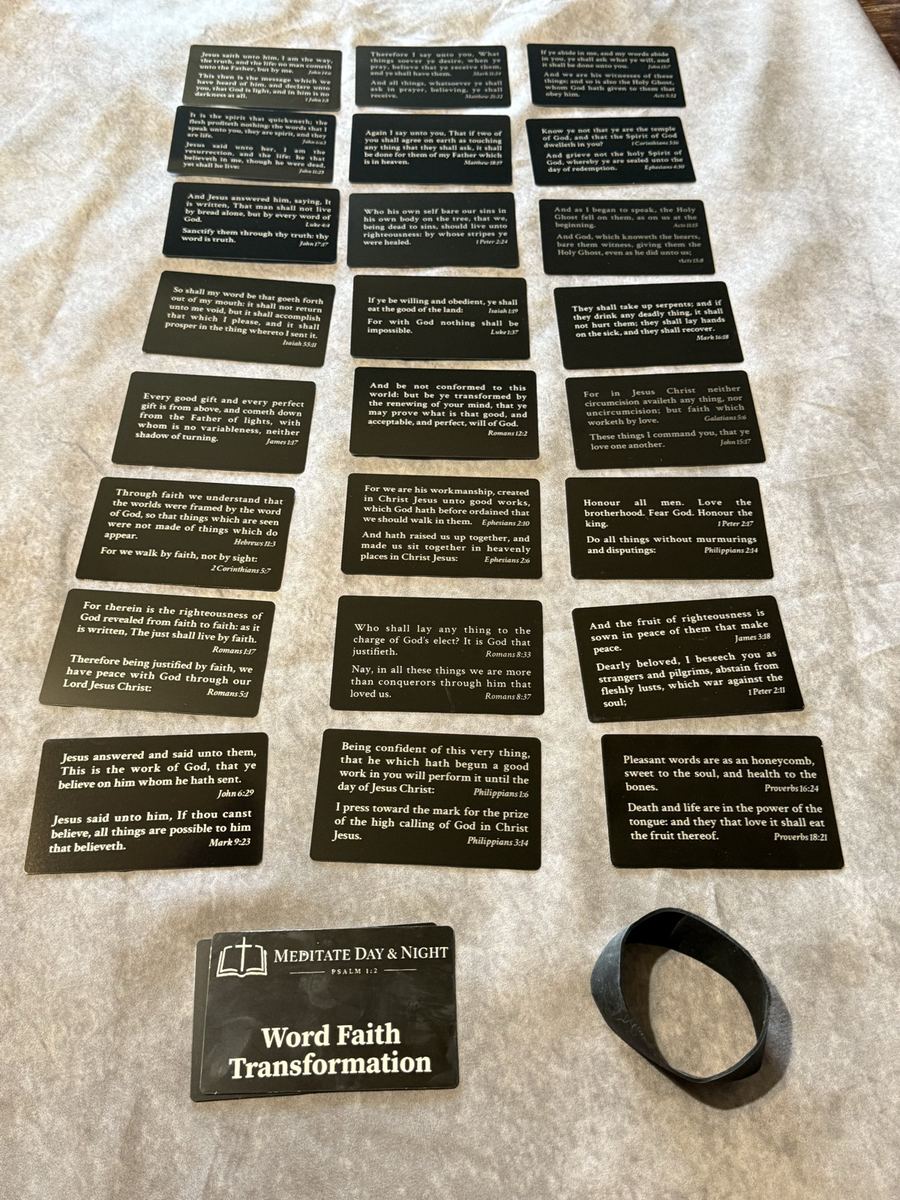 Jesus saith unto him, I am the way,
the truth, and the life: no man cometh
unto the Father, but by me.
John 14:6
This then is the message which we
have heard of him, and declare unto
you, that God is light, and in him is no
darkness at all.
1 John 1:5
Therefore I say unto you, What
things soever ye desire, when ye
pray, believe that ye receive them,
and ye shall have them.
Mark 11:24
And all things, whatsoever ye shall
ask in prayer, believing, ye shall
receive.
Matthew 21:22
If ye abide in me, and my words abide
in you, ye shall ask what ye will, and
it shall be done unto you.
John 15:7
And we are his witnesses of these
things; and so is also the Holy Ghost,
whom God hath given to them that
obey him.
Acts 5:32
It is the spirit that quickeneth; the
flesh profiteth nothing: the words that I
speak unto you, they are spirit, and they
are life.
John 6:63
Jesus said unto her, I am the
resurrection, and the life: he that
believeth in me, though he were dead,
yet shall he live:
John 11:25
Again I say unto you, That if two of
you shall agree on earth as touching
any thing that they shall ask, it shall
be done for them of my Father which
is in heaven.
Matthew 18:19
Know ye not that ye are the temple
of God, and that the Spirit of God
dwelleth in you?
1 Corinthians 3:16
And grieve not the holy Spirit of
God, whereby ye are sealed unto the
day of redemption.
Ephesians 4:30
And Jesus answered him, saying, It
is written, That man shall not live
by bread alone, but by every word of
God.
Luke 4:4
Sanctify them through thy truth: thy
word is truth.
John 17:17
Who his own self bare our sins in
his own body on the tree, that we,
being dead to sins, should live unto
righteousness: by whose stripes ye
were healed.
1 Peter 2:24
And as I began to speak, the Holy
Ghost fell on them, as on us at the
beginning.
Acts 11:15
And God, which knoweth the hearts,
bare them witness, giving them the
Holy Ghost, even as he did unto us;
Acts 15:8
So shall my word be that goeth forth
out of my mouth: it shall not return
unto me void, but it shall accomplish
that which I please, and it shall
prosper in the thing whereto I sent it.
Isaiah 55:11
If ye be willing and obedient, ye shall
eat the good of the land:
Isaiah 1:19
For with God nothing shall be
impossible.
Luke 1:37
They shall take up serpents; and if
they drink any deadly thing, it shall
not hurt them; they shall lay hands
on the sick, and they shall recover.
Mark 16:18
Every good gift and every perfect
gift is from above, and cometh down
from the Father of lights, with
whom is no variableness, neither
shadow of turning.
James 1:17
And be not conformed to this
world: but be ye transformed by
the renewing of your mind, that ye
may prove what is that good, and
acceptable, and perfect, will of God.
Romans 12:2
For in Jesus Christ neither
circumcision availeth any thing, nor
uncircumcision; but faith which
worketh by love.
Galatians 5:6
These things I command you, that ye
love one another.
John 15:17
Through faith we understand that
the worlds were framed by the word
of God, so that things which are seen
were not made of things which do
appear.
Hebrews 11:3
For we walk by faith, not by sight:
2 Corinthians 5:7
For we are his workmanship, created
in Christ Jesus unto good works,
which God hath before ordained that
we should walk in them.
Ephesians 2:10
And hath raised us up together, and
made us sit together in heavenly
places in Christ Jesus:
Ephesians 2:6
Honour all men. Love the
brotherhood. Fear God. Honour the
king.
1 Peter 2:17
Do all things without murmurings
and disputings:
Philippians 2:14
For therein is the righteousness of
God revealed from faith to faith: as it
is written, The just shall live by faith.
Romans 1:17
Therefore being justified by faith, we
have peace with God through our
Lord Jesus Christ:
Romans 5:1
Who shall lay any thing to the
charge of God's elect? It is God that
justifieth.
Romans 8:33
Nay, in all these things we are more
than conquerors through him that
loved us.
Romans 8:37
And the fruit of righteousness is
sown in peace of them that make
peace.
James 3:18
Dearly beloved, I beseech you as
strangers and pilgrims, abstain from
fleshly lusts, which war against the
soul;
1 Peter 2:11
Jesus answered and said unto them,
This is the work of God, that ye
believe on him whom he hath sent.
John 6:29
Jesus said unto him, If thou canst
believe, all things are possible to him
that believeth.
Mark 9:23
Being confident of this very thing,
that he which hath begun a good
work in you will perform it until the
day of Jesus Christ:
Philippians 1:6
I press toward the mark for the prize
of the high calling of God in Christ
Jesus.
Philippians 3:14
Pleasant words are as an honeycomb,
sweet to the soul, and health to the
bones.
Proverbs 16:24
Death and life are in the power of the
tongue: and they that love it shall eat
the fruit thereof.
Proverbs 18:21
MEDITATE DAY & NIGHT
PSALM 1:2
Word Faith
Transformation